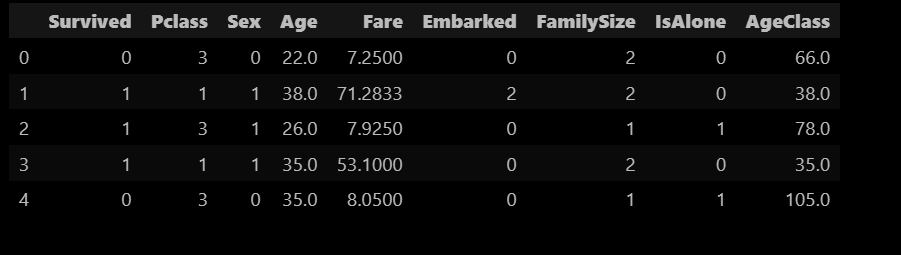 Survived Pclass Sex Age Fare Embarked FamilySize IsAlone AgeClass
0 0 3 0 22.0 7.2500 0 2 0 66.0
1 1 1 1 38.0 71.2833 2 2 0 38.0
2 1 3 1 26.0 7.9250 0 1 1 78.0
3 1 1 1 35.0 53.1000 0 2 0 35.0
4 0 3 0 35.0 8.0500 0 1 1 105.0